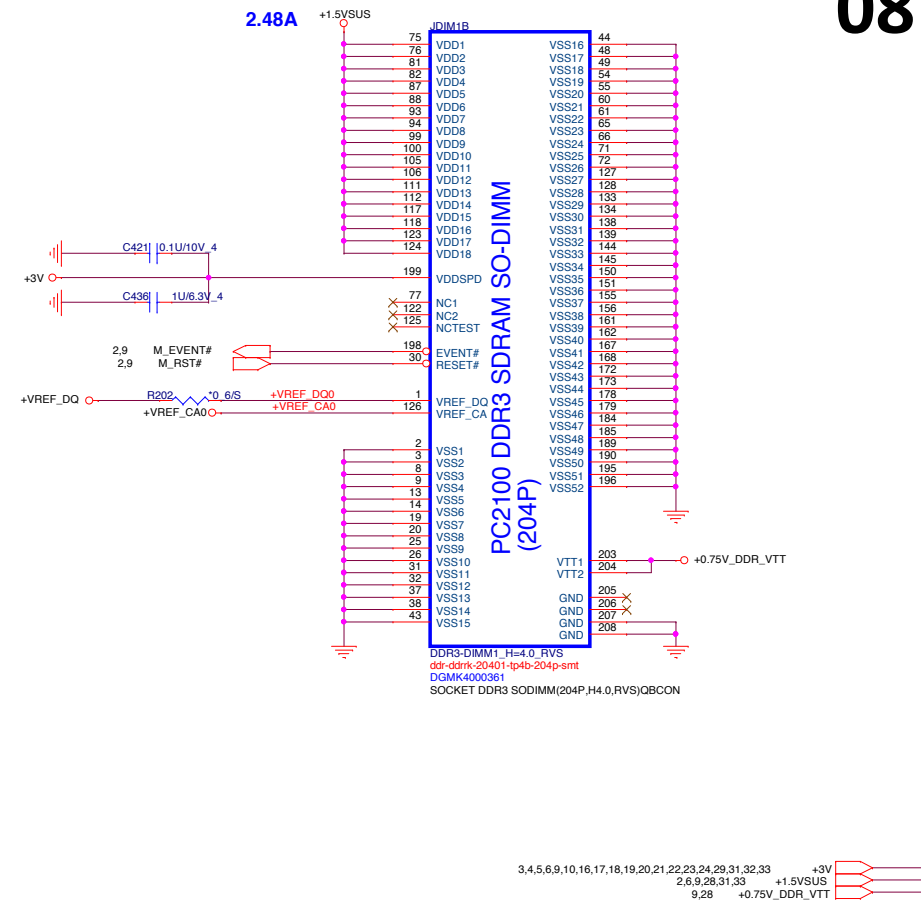 08
2.48A
+1.5VSUS
JDIM1B
75 VDD1 VSS16 44
76 VDD2 VSS17 48
81 VDD3 VSS18 49
82 VDD4 VSS19 54
87 VDD5 VSS20 55
88 VDD6 VSS21 60
93 VDD7 VSS22 61
94 VDD8 VSS23 65
99 VDD9 VSS24 66
100 VDD10 VSS25 71
105 VDD11 VSS26 72
106 VDD12 VSS27 127
111 VDD13 VSS28 128
112 VDD14 VSS29 133
117 VDD15 VSS30 134
118 VDD16 VSS31 138
123 VDD17 VSS32 139
124 VDD18 VSS33 144
C421 0.1U/10V_4
VSS34 145
+3V 199 VDDSPD VSS35 150
VSS36 151
C436 1U/6.3V_4
77 NC1 VSS37 155
122 NC2 VSS38 156
125 NCTEST VSS39 161
VSS40 162
2,9 M_EVENT# 198 EVENT# VSS41 167
2,9 M_RST# 30 RESET# VSS42 168
VSS43 172
VSS44 173
+VREF_DQ R202 *0_6/S +VREF_DQ0 1 VREF_DQ VSS45 178
+VREF_CA0 +VREF_CA0 126 VREF_CA VSS46 179
VSS47 184
VSS48 185
2 VSS1 VSS49 189
3 VSS2 VSS50 190
8 VSS3 VSS51 195
9 VSS4 VSS52 196
13 VSS5
14 VSS6
19 VSS7
20 VSS8
25 VSS9
26 VSS10 VTT1 203 +0.75V_DDR_VTT
31 VSS11 VTT2 204
32 VSS12
37 VSS13 GND 205
38 VSS14 GND 206
43 VSS15 GND 207
GND 208
PC2100 DDR3 SDRAM SO-DIMM
(204P)
DDR3-DIMM1_H=4.0_RVS
ddr-ddrrk-20401-tp4b-204p-smt
DGMK4000361
SOCKET DDR3 SODIMM(204P,H4.0,RVS)QBCON
3,4,5,6,9,10,16,17,18,19,20,21,22,23,24,29,31,32,33 +3V
2,6,9,28,31,33 +1.5VSUS
9,28 +0.75V_DDR_VTT